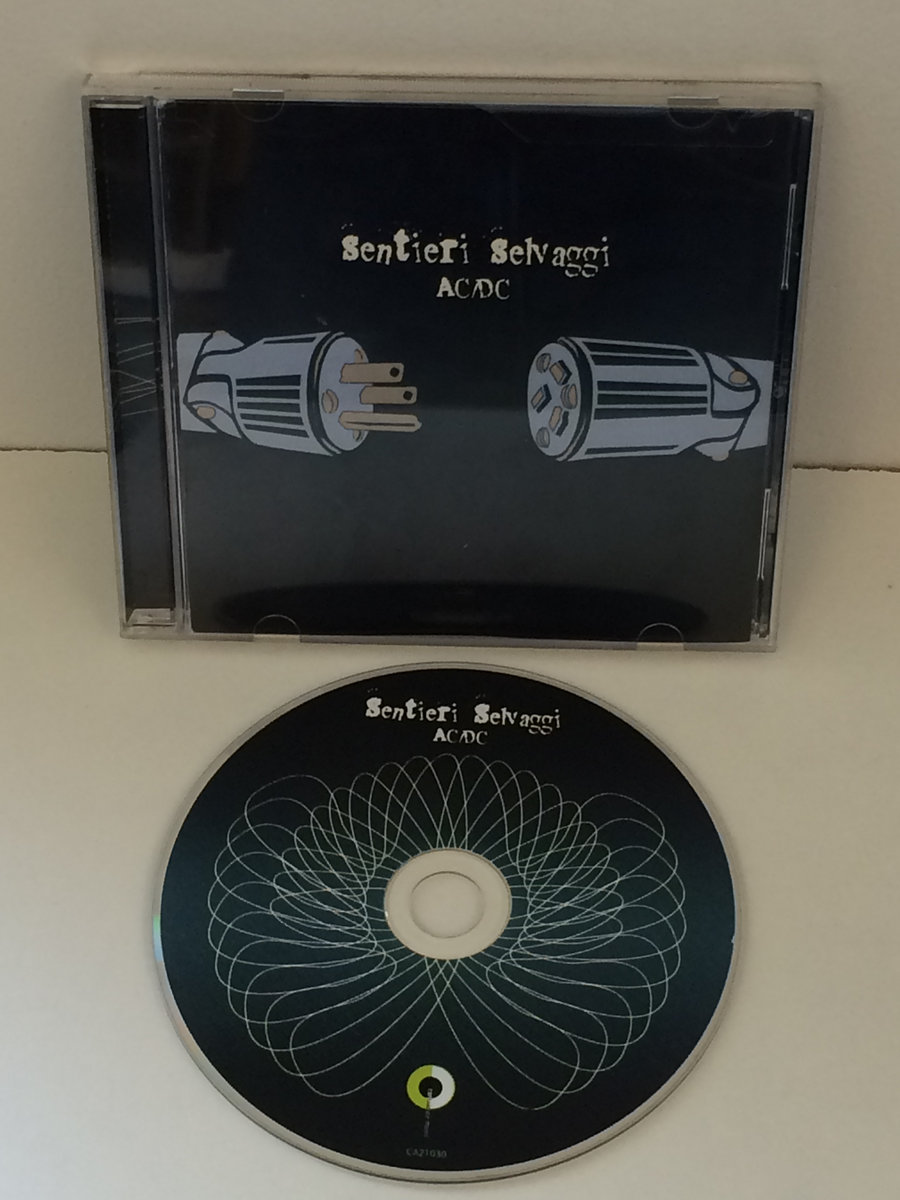 Sentieri Selvaggi
AC/DC
Sentieri Selvaggi
AC/DC
CA21030